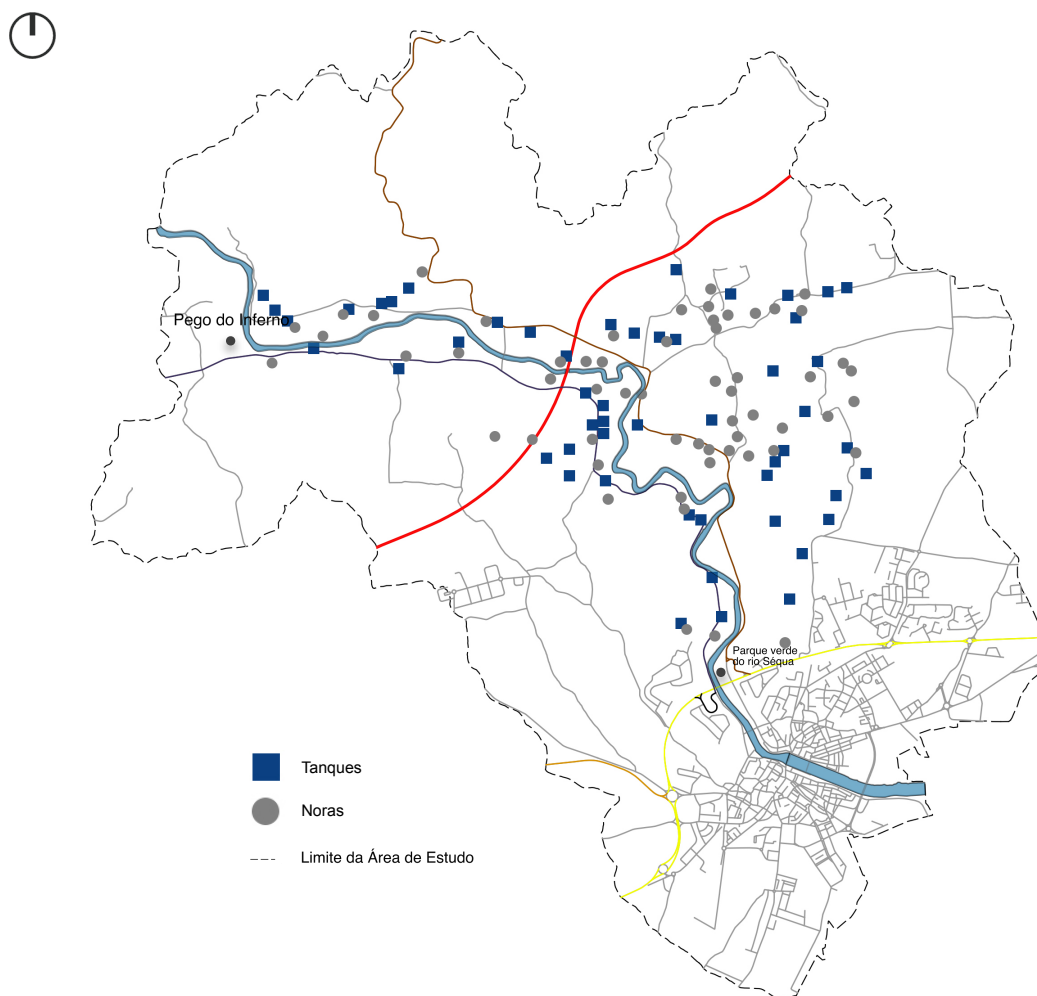 Pego do Inferno
Parque verde
do rio Séqua
Tanques
Noras
Limite da Área de Estudo